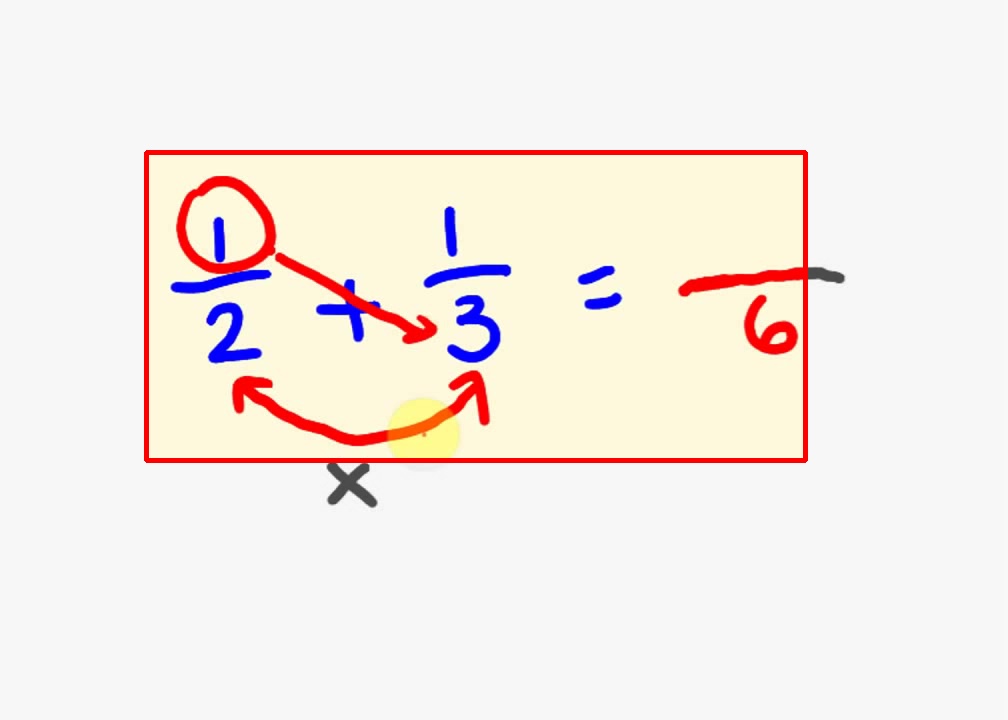 1/2 + 1/3 = /6
×